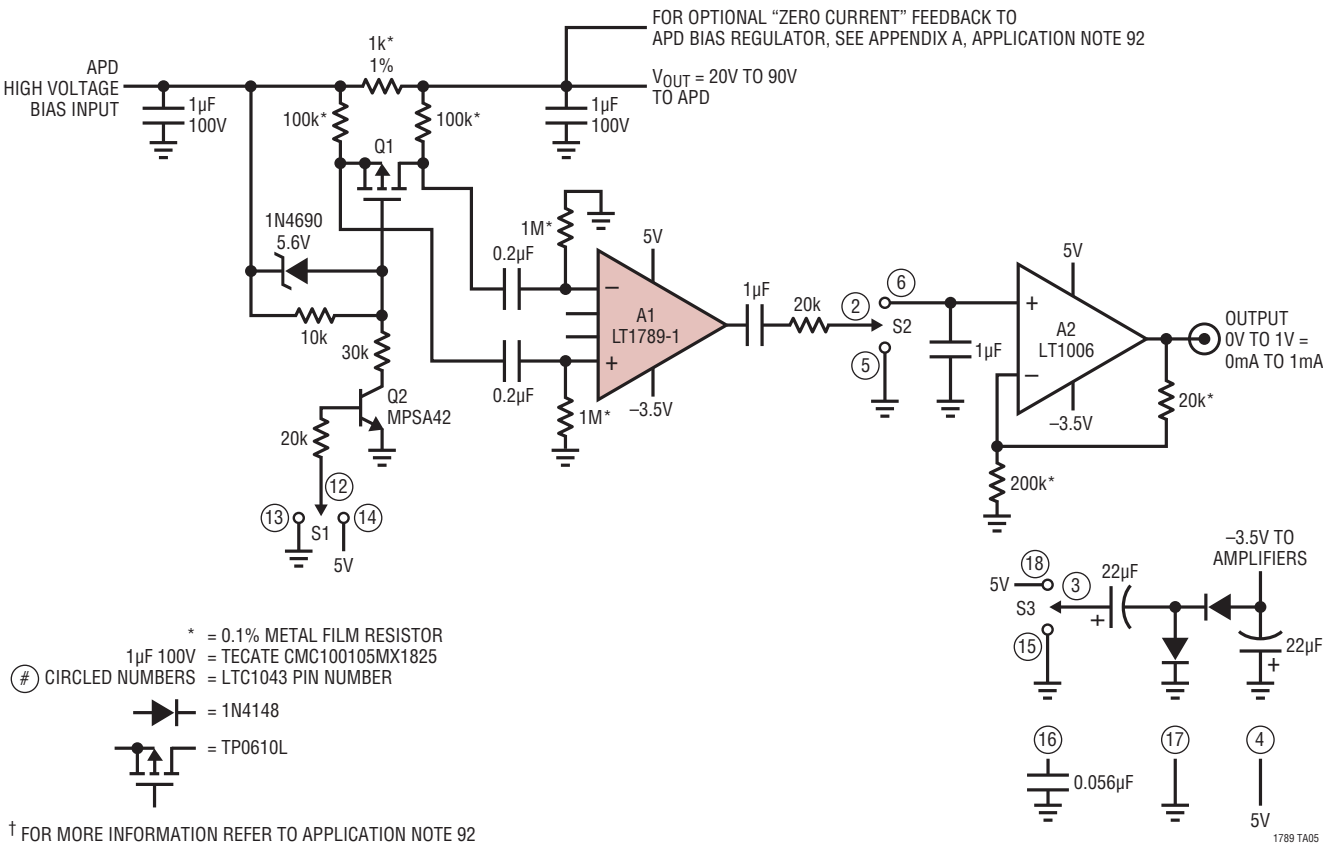 FOR OPTIONAL “ZERO CURRENT” FEEDBACK TO
APD BIAS REGULATOR, SEE APPENDIX A, APPLICATION NOTE 92
1k*
1%
APD
HIGH VOLTAGE
BIAS INPUT
VOUT = 20V TO 90V
TO APD
1µF
100V
100k*
100k*
1µF
100V
Q1
1N4690
5.6V
1M*
5V
0.2µF
−
A1
LT1789-1
+
1µF
20k
2
6
S2
5
5V
+
A2
LT1006
−
–3.5V
1µF
OUTPUT
0V TO 1V =
0mA TO 1mA
10k
30k
0.2µF
1M*
–3.5V
20k*
Q2
MPSA42
20k
200k*
12
13
S1
14
5V
–3.5V TO
AMPLIFIERS
18
5V
3
22µF
S3
+
15
22µF
+
* = 0.1% METAL FILM RESISTOR
1µF 100V = TECATE CMC100105MX1825
# CIRCLED NUMBERS = LTC1043 PIN NUMBER
= 1N4148
= TP0610L
16
17
4
0.056µF
5V
† FOR MORE INFORMATION REFER TO APPLICATION NOTE 92
1789 TA05